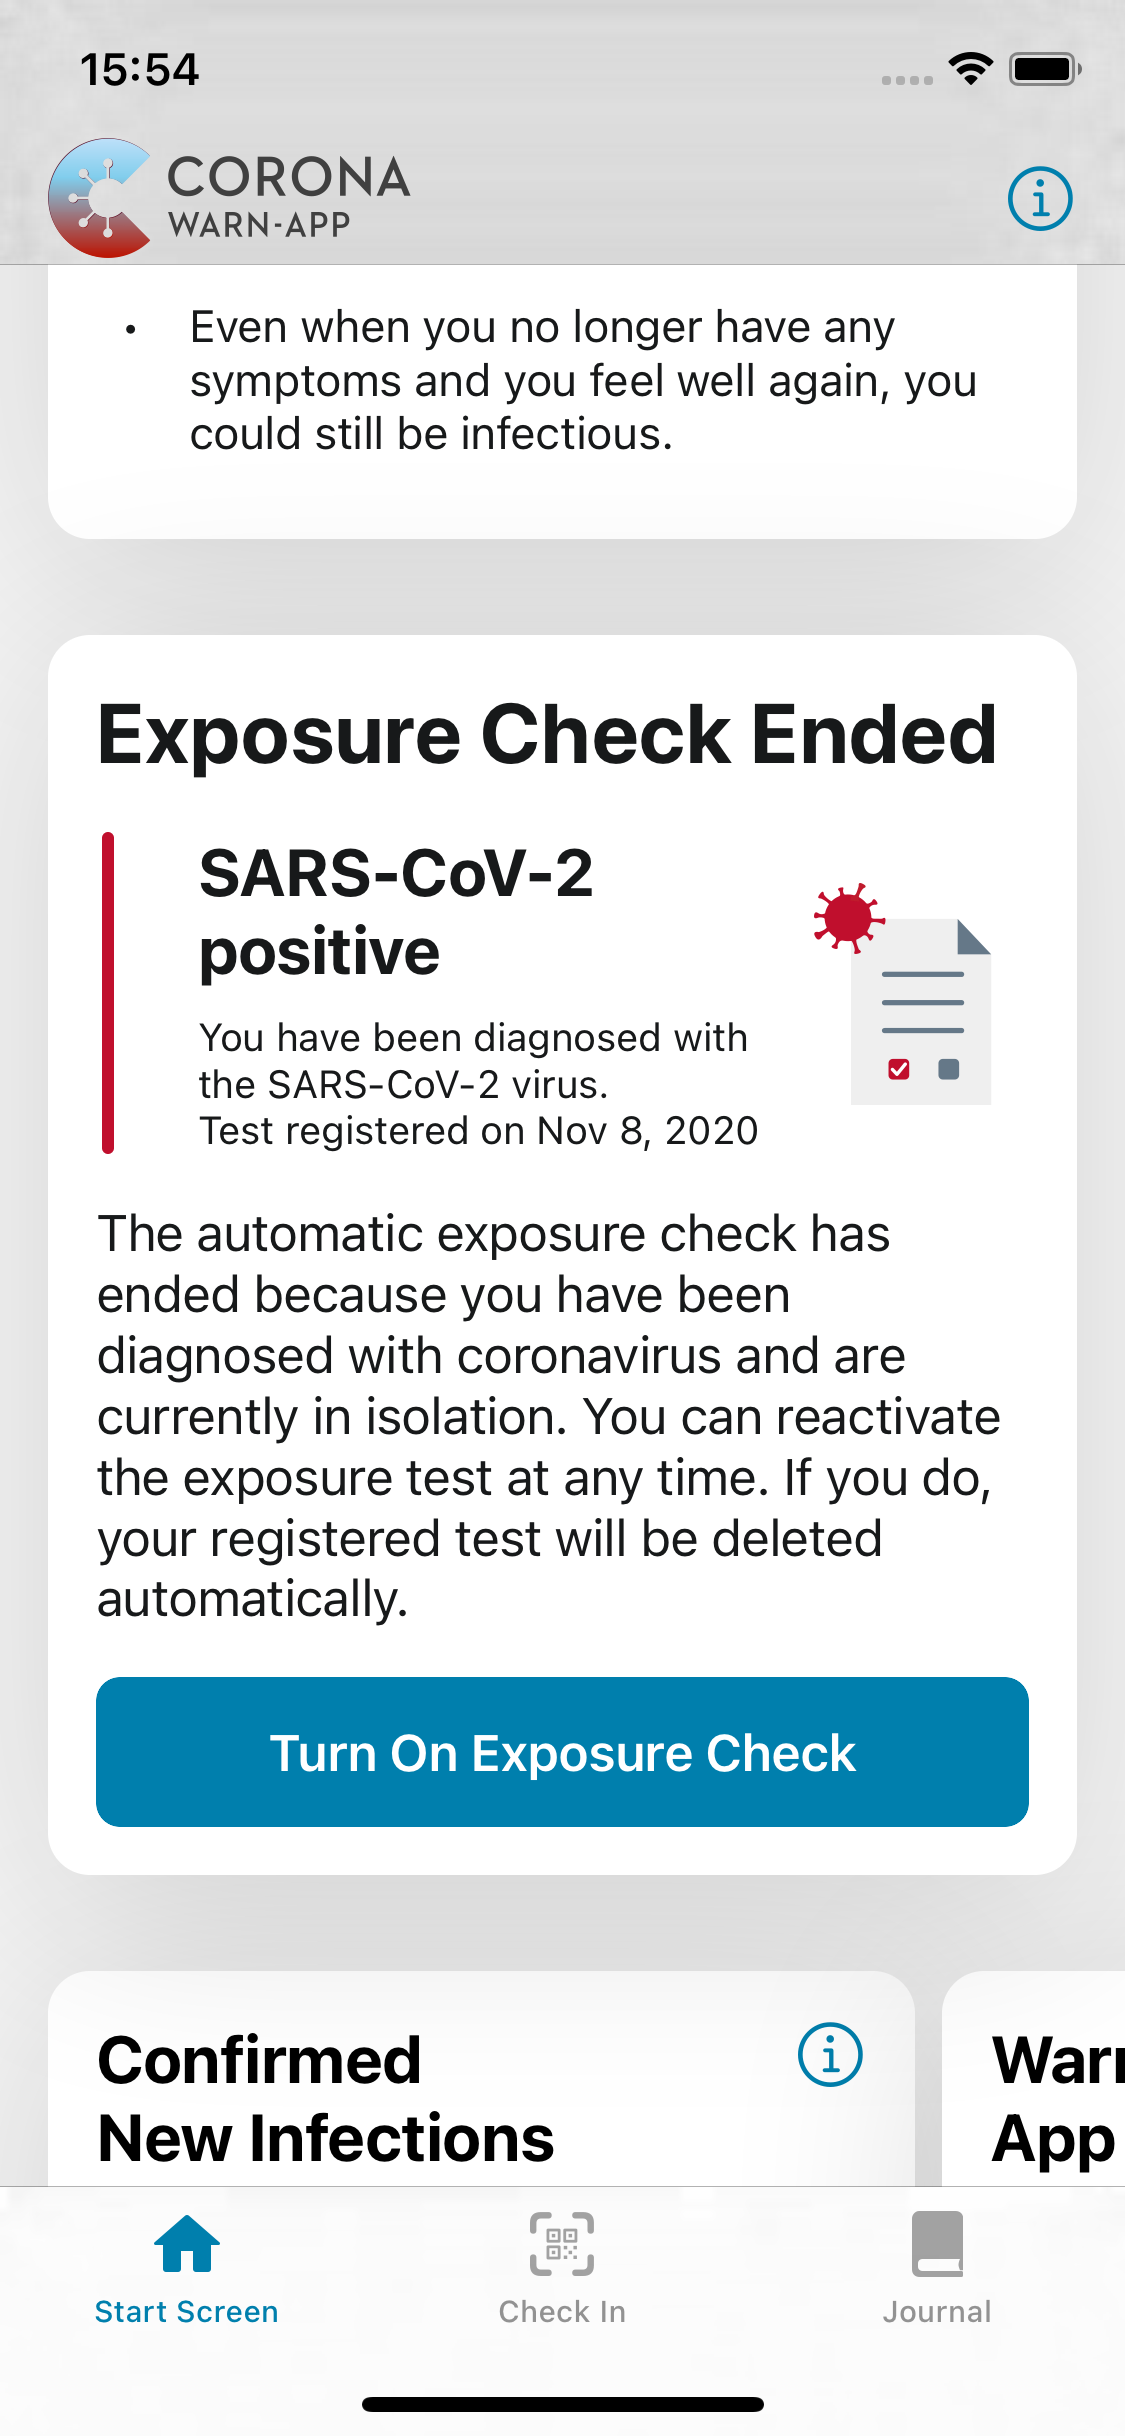 15:54
CORONA
WARN-APP
• Even when you no longer have any
symptoms and you feel well again, you
could still be infectious.
Exposure Check Ended
SARS-CoV-2
positive
You have been diagnosed with
the SARS-CoV-2 virus.
Test registered on Nov 8, 2020
The automatic exposure check has
ended because you have been
diagnosed with coronavirus and are
currently in isolation. You can reactivate
the exposure test at any time. If you do,
your registered test will be deleted
automatically.
Turn On Exposure Check
Confirmed
New Infections
App
Start Screen
Check In
Journal